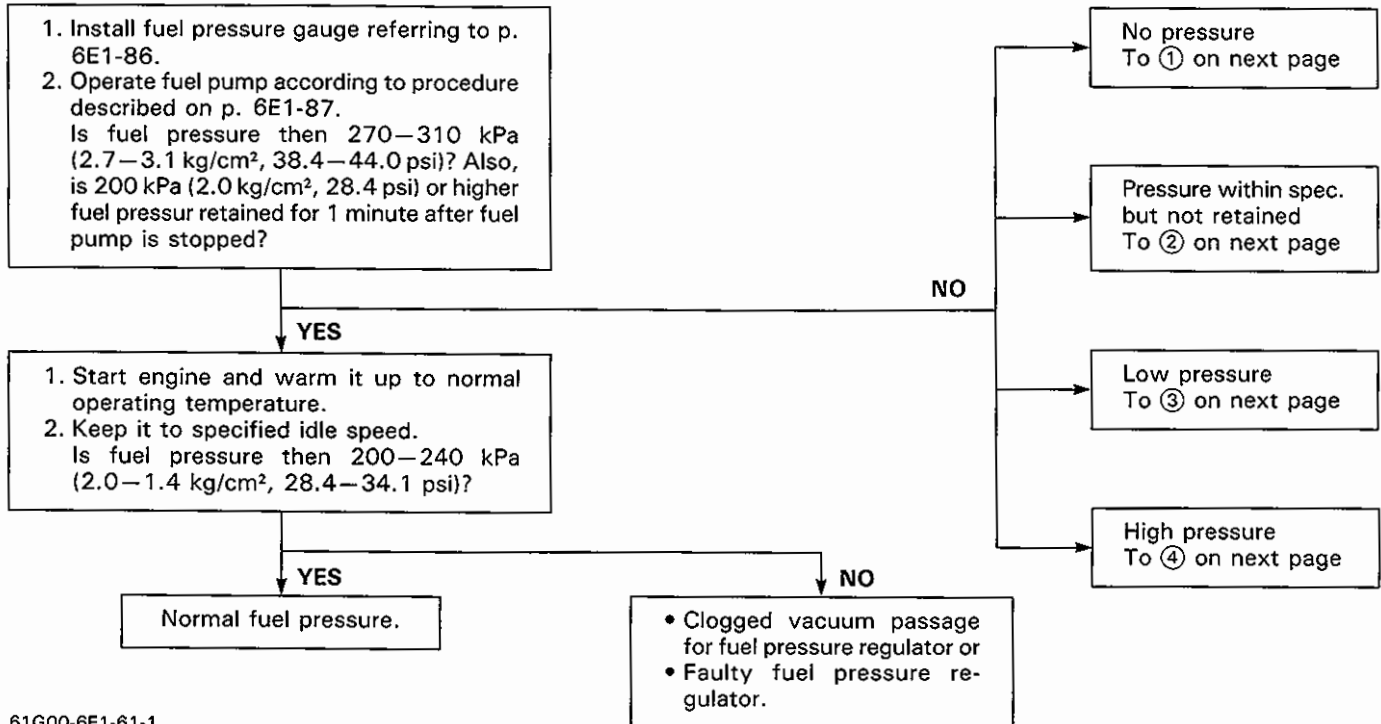 1. Install fuel pressure gauge referring to p.
6E1-86.
2. Operate fuel pump according to procedure
described on p. 6E1-87.
Is fuel pressure then 270—310 kPa
(2.7—3.1 kg/cm², 38.4—44.0 psi)? Also,
is 200 kPa (2.0 kg/cm², 28.4 psi) or higher
fuel pressur retained for 1 minute after fuel
pump is stopped?
NO
No pressure
To ① on next page
Pressure within spec.
but not retained
To ② on next page
Low pressure
To ③ on next page
High pressure
To ④ on next page
YES
1. Start engine and warm it up to normal
operating temperature.
2. Keep it to specified idle speed.
Is fuel pressure then 200—240 kPa
(2.0—1.4 kg/cm², 28.4—34.1 psi)?
YES
NO
Normal fuel pressure.
• Clogged vacuum passage
for fuel pressure regulator or
• Faulty fuel pressure re-
gulator.
61G00-6E1-61-1